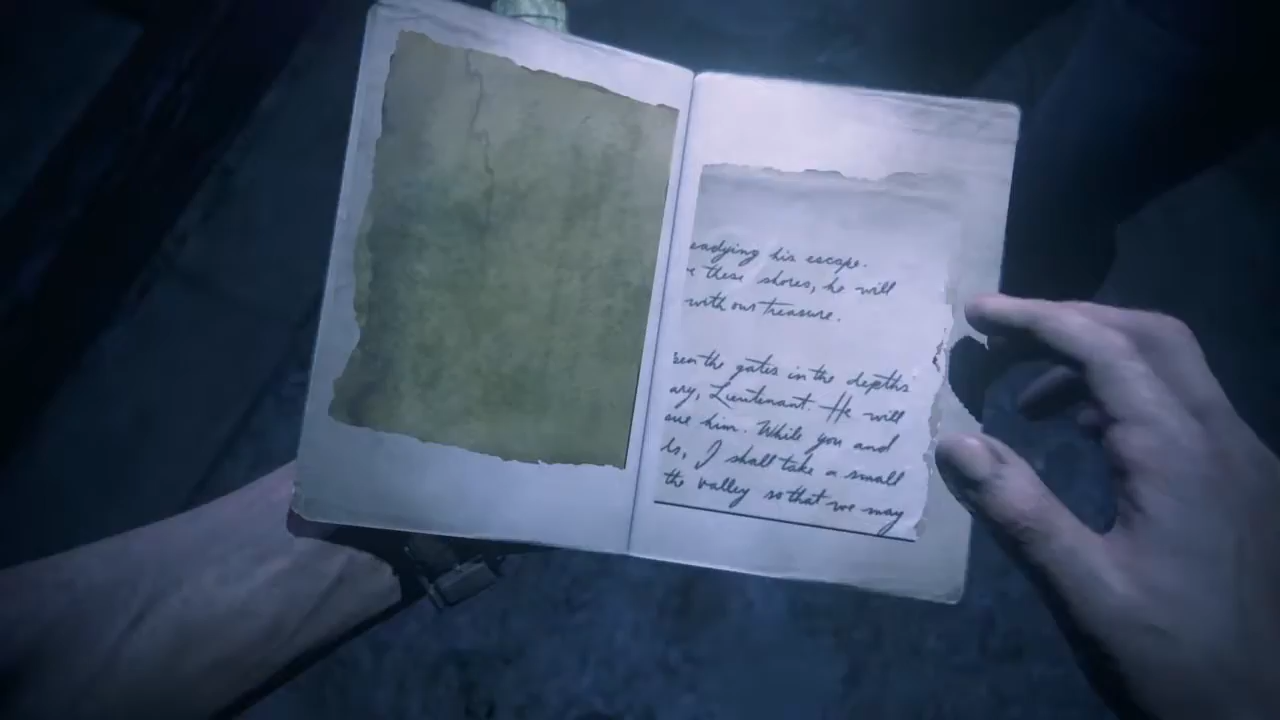 eadying his escape.
e these shores, he will
with our treasure.
een the gates in the depths
ary, Lieutenant. He will
sue him. While you and
ls, I shall take a small
the valley so that we may